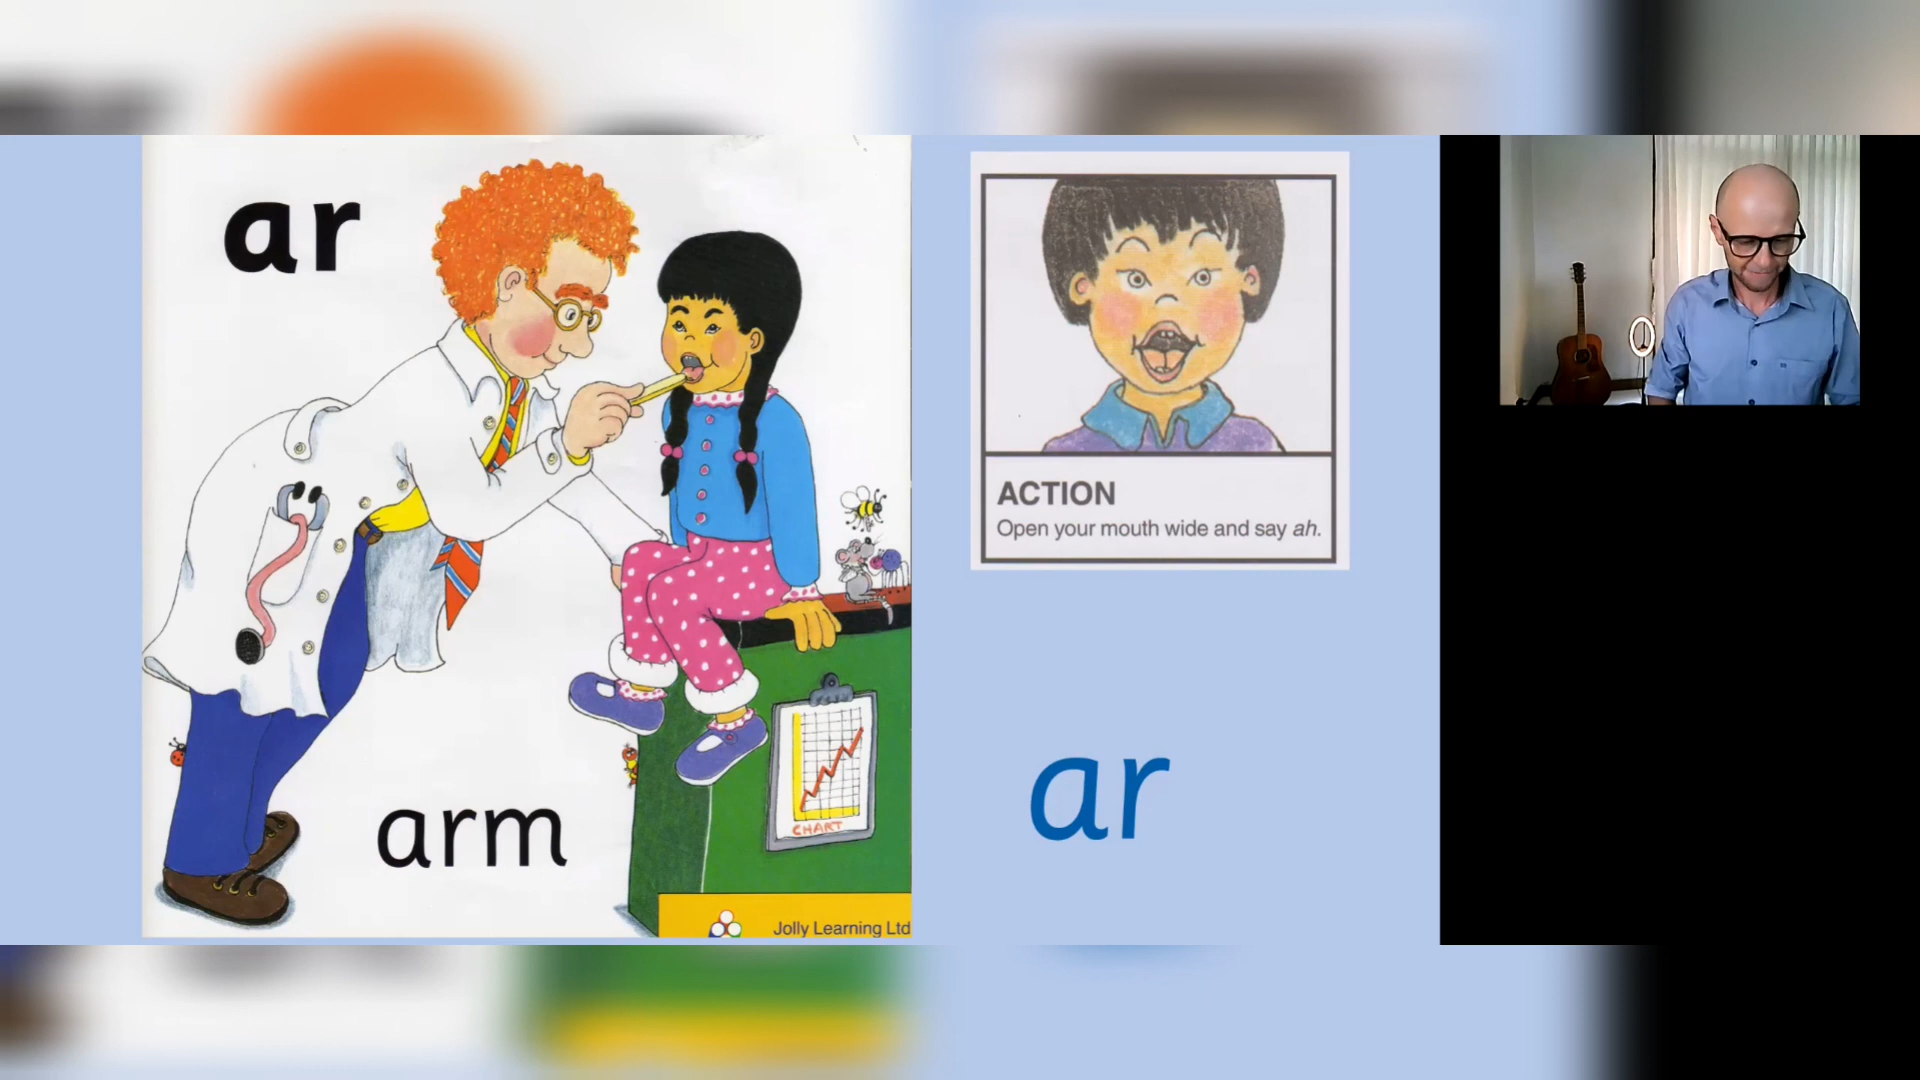 ar
arm
CHART
Jolly Learning Ltd
ACTION
Open your mouth wide and say ah.
ar